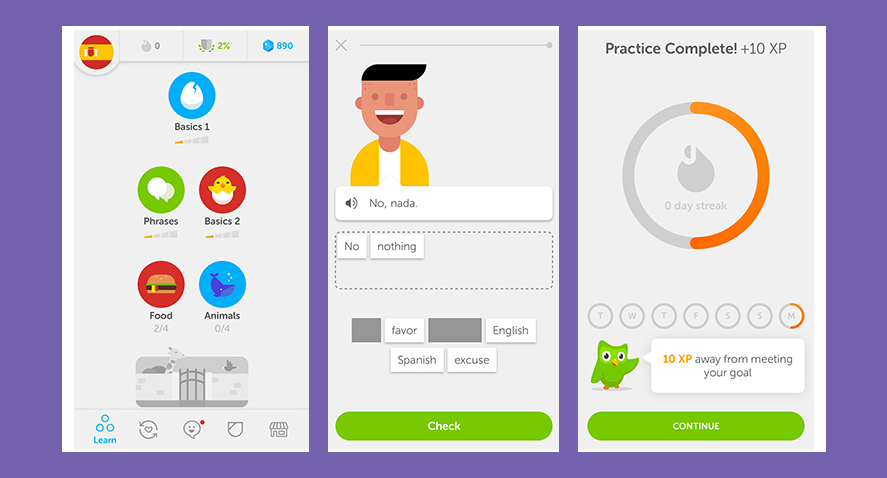 0 2% 890
Basics 1
Phrases Basics 2
Food Animals
2/4 0/4
Learn
No, nada.
No nothing
favor English
Spanish excuse
Check
Practice Complete! +10 XP
0 day streak
T W T F S S M
10 XP away from meeting
your goal
CONTINUE